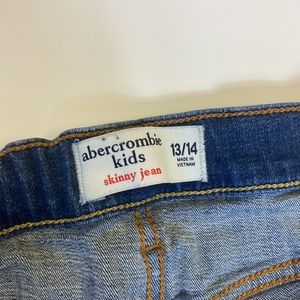 abercrombie
kids
skinny jean
13/14
MADE IN
VIETNAM